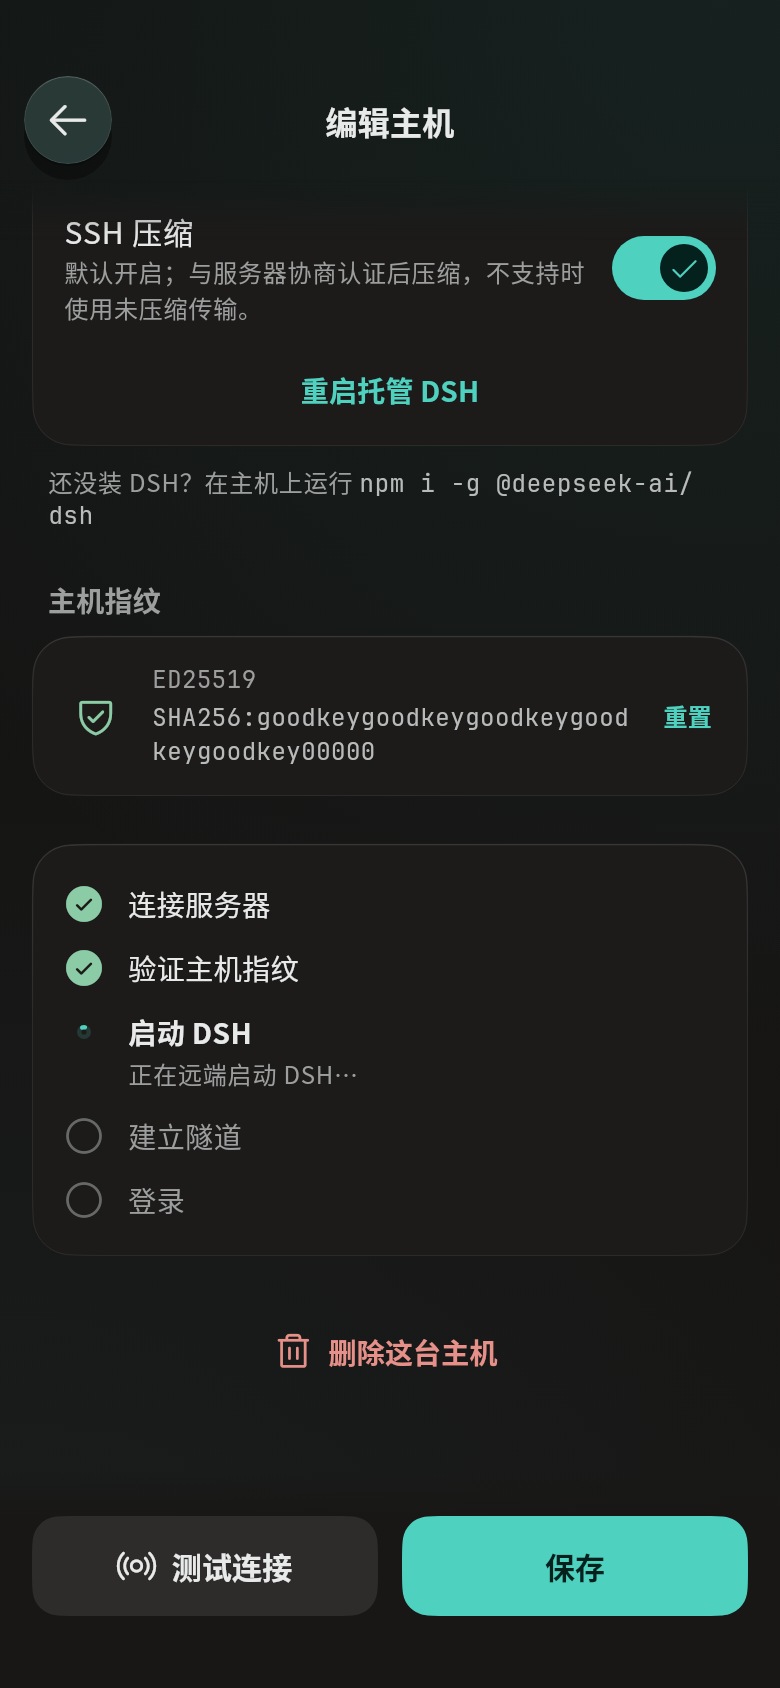 编辑主机
SSH 压缩
默认开启；与服务器协商认证后压缩，不支持时
使用未压缩传输。
重启托管 DSH
还没装 DSH？在主机上运行 npm i -g @deepseek-ai/
dsh
主机指纹
ED25519
SHA256:goodkeygoodkeygoodkeygood
keygoodkey00000
重置
连接服务器
验证主机指纹
启动 DSH
正在远端启动 DSH…
建立隧道
登录
删除这台主机
测试连接
保存